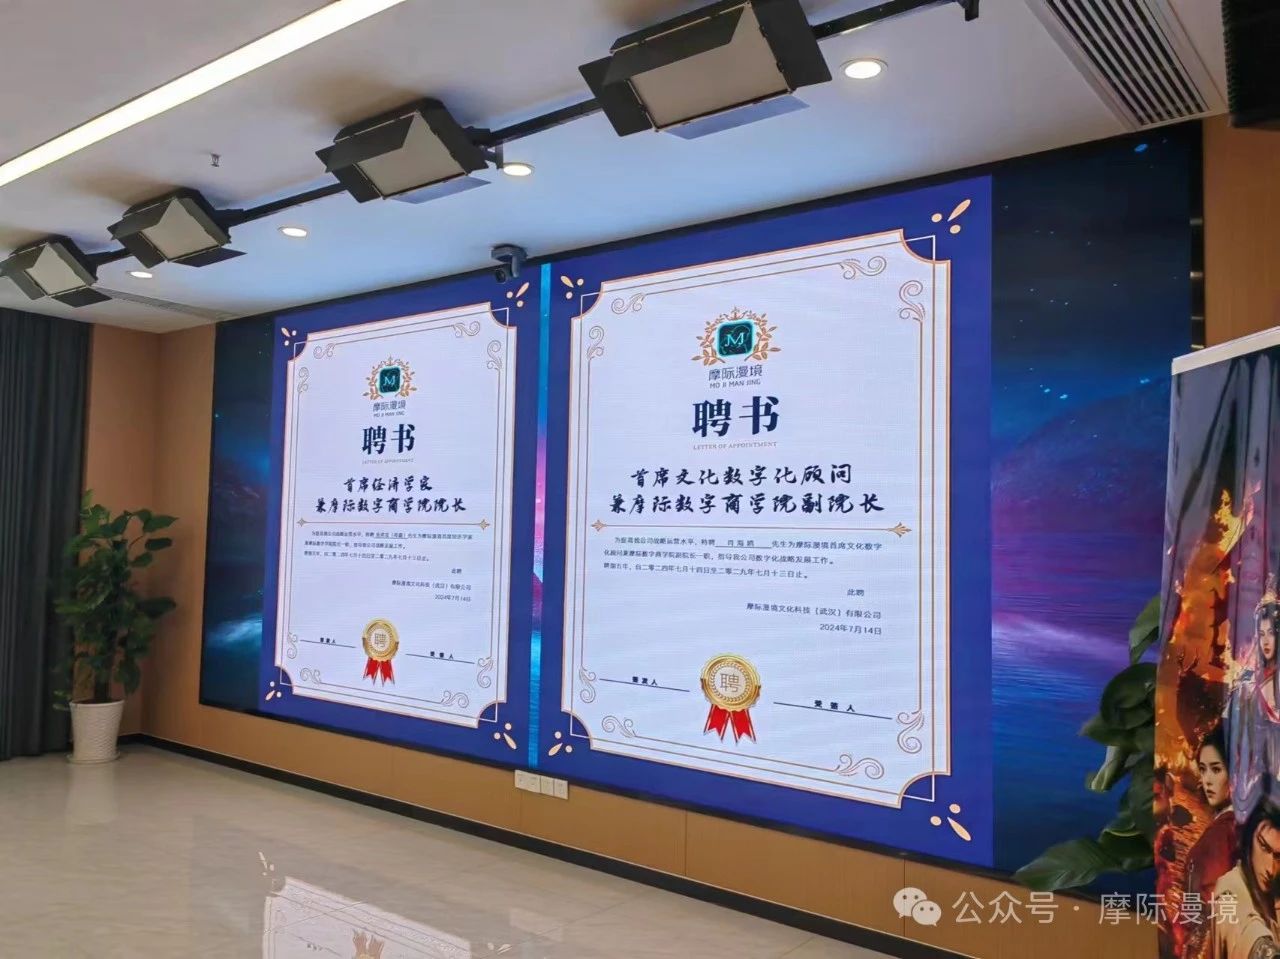 摩际漫境
MO JI MAN JING
聘书
LETTER OF APPOINTMENT
首席经济学家
兼摩际数字商学院院长
此聘
摩际漫境文化科技（武汉）有限公司
2024年7月14日
签发人
聘
受签人
摩际漫境
MO JI MAN JING
聘书
LETTER OF APPOINTMENT
首席文化数字化顾问
兼摩际数字商学院副院长
为提高我公司战略运营水平，特聘 肖海鹏 先生为摩际漫境首席文化数字
化顾问兼摩际数字商学院副院长一职，指导我公司数字化战略发展工作。
聘期五年，自二零二四年七月十四日至二零二九年七月十三日止。
此聘
摩际漫境文化科技（武汉）有限公司
2024年7月14日
签发人
聘
受签人
公众号 · 摩际漫境